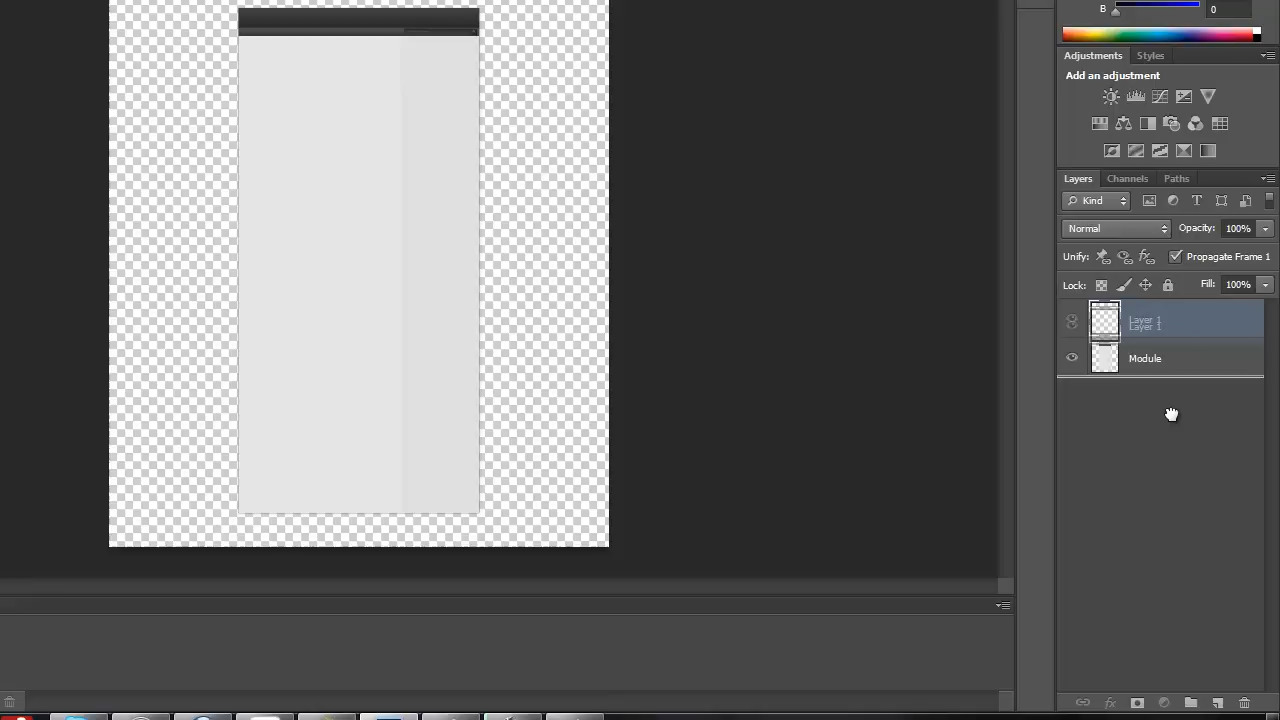 B 0
Adjustments Styles
Add an adjustment
Layers Channels Paths
Kind
Normal Opacity: 100%
Unify: Propagate Frame 1
Lock: Fill: 100%
Layer 1
Layer 1
Module